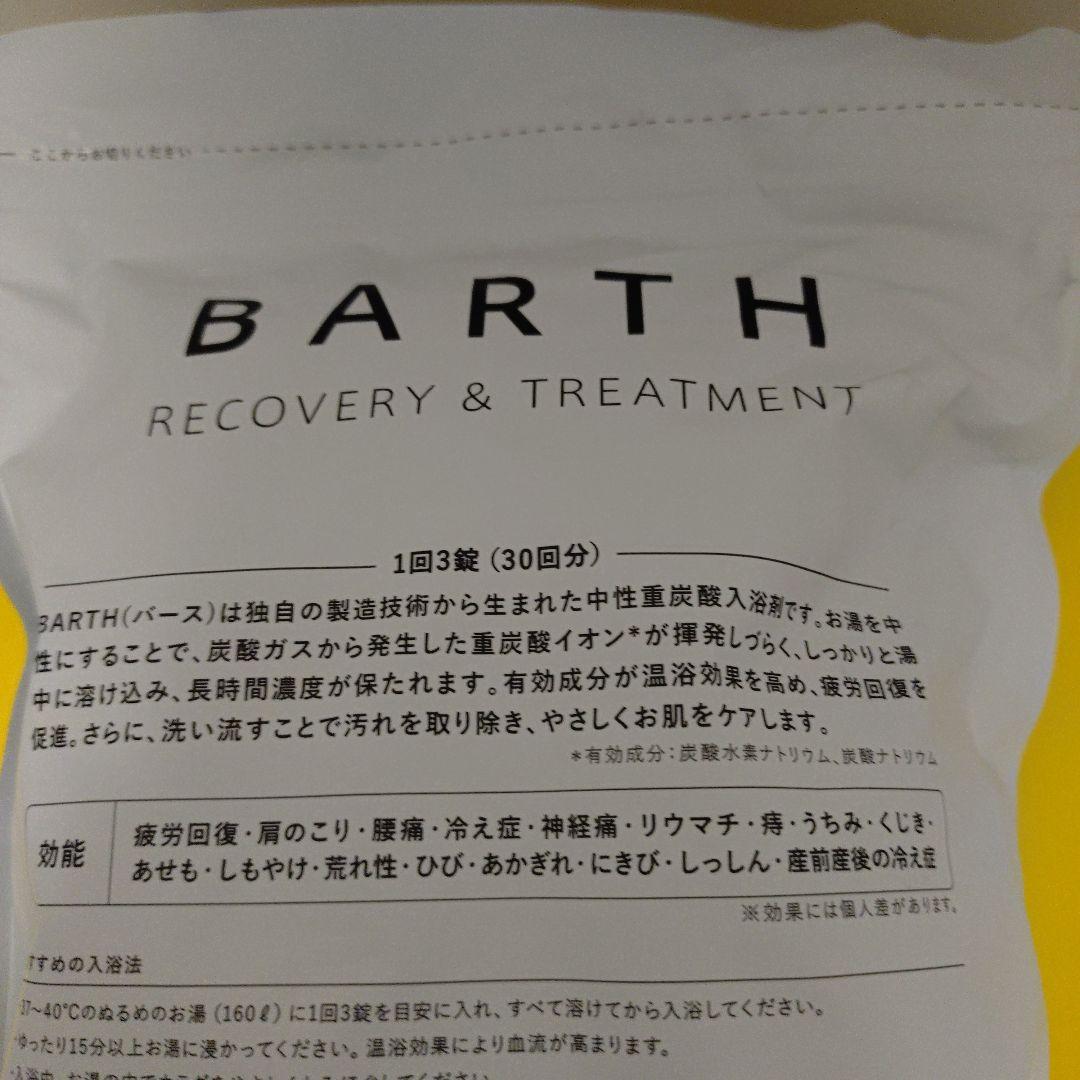 ここからお切りください
BARTH
RECOVERY & TREATMENT
1回3錠(30回分)
BARTH(バース)は独自の製造技術から生まれた中性重炭酸入浴剤です。お湯を中
性にすることで、炭酸ガスから発生した重炭酸イオン*が揮発しづらく、しっかりと湯
中に溶け込み、長時間濃度が保たれます。有効成分が温浴効果を高め、疲労回復を
促進。さらに、洗い流すことで汚れを取り除き、やさしくお肌をケアします。
*有効成分:炭酸水素ナトリウム、炭酸ナトリウム
効能
疲労回復・肩のこり・腰痛・冷え症・神経痛・リウマチ・痔・うちみ・くじき・
あせも・しもやけ・荒れ性・ひび・あかぎれ・にきび・しっしん・産前産後の冷え症
※効果には個人差があります。
すすめの入浴法
37~40℃のぬるめのお湯(160ℓ)に1回3錠を目安に入れ、すべて溶けてから入浴してください。
・ゆったり15分以上お湯に浸かってください。温浴効果により血流が高まります。
・入浴中、お湯の中で